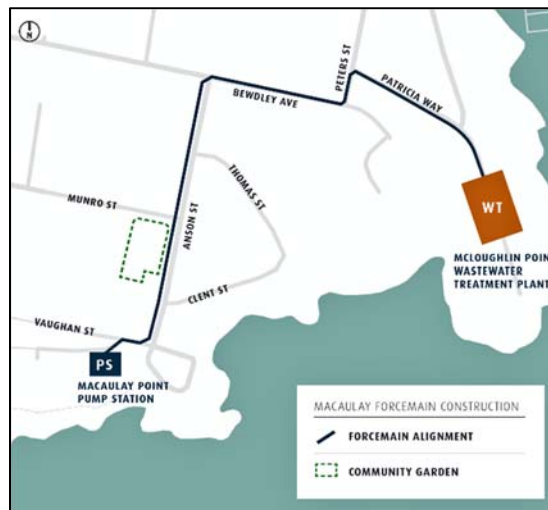 N
PETERS ST
BEWDLEY AVE
PATRICIA WAY
THOMAS ST
MUNRO ST
ANSON ST
WT
MCLOUGHLIN POIN
WASTEWATER
TREATMENT PLANT
CLENT ST
VAUGHAN ST
PS
MACAULAY POINT
PUMP STATION
MACAULAY FORCEMAIN CONSTRUCTION
FORCEMAIN ALIGNMENT
COMMUNITY GARDEN